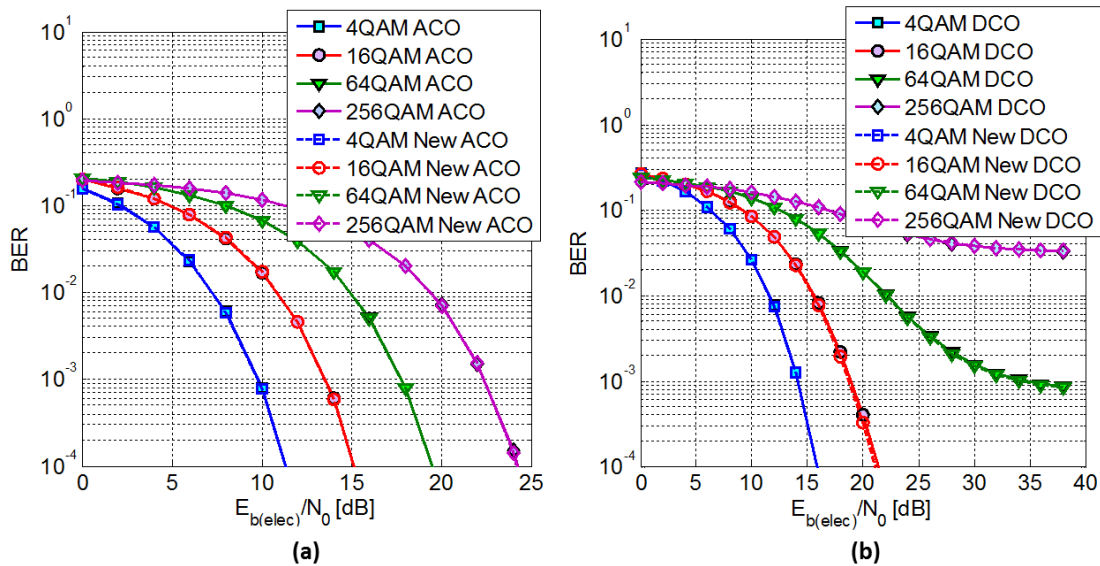 4QAM ACO
16QAM ACO
64QAM ACO
256QAM ACO
4QAM New ACO
16QAM New ACO
64QAM New ACO
256QAM New ACO
10^1
10^0
10^-1
10^-2
10^-3
10^-4
BER
0 5 10 15 20 25
E_b(elec)/N_0 [dB]
(a)
4QAM DCO
16QAM DCO
64QAM DCO
256QAM DCO
4QAM New DCO
16QAM New DCO
64QAM New DCO
256QAM New DCO
10^1
10^0
10^-1
10^-2
10^-3
10^-4
BER
0 5 10 15 20 25 30 35 40
E_b(elec)/N_0 [dB]
(b)